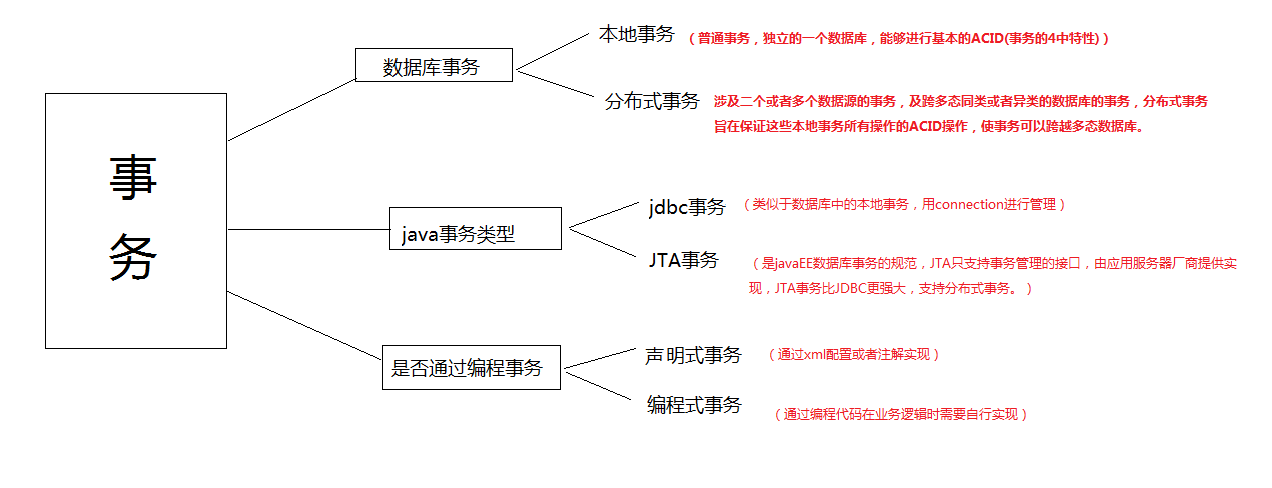 事
务
数据库事务
本地事务
（普通事务，独立的一个数据库，能够进行基本的ACID(事务的4中特性)）
分布式事务
涉及二个或者多个数据源的事务，及跨多态同类或者异类的数据库的事务，分布式事务
旨在保证这些本地事务所有操作的ACID操作，使事务可以跨越多态数据库。
java事务类型
jdbc事务
（类似于数据库中的本地事务，用connection进行管理）
JTA事务
（是javaEE数据库事务的规范，JTA只支持事务管理的接口，由应用服务器厂商提供实
现，JTA事务比JDBC更强大，支持分布式事务。）
是否通过编程事务
声明式事务
（通过xml配置或者注解实现）
编程式事务
（通过编程代码在业务逻辑时需要自行实现）